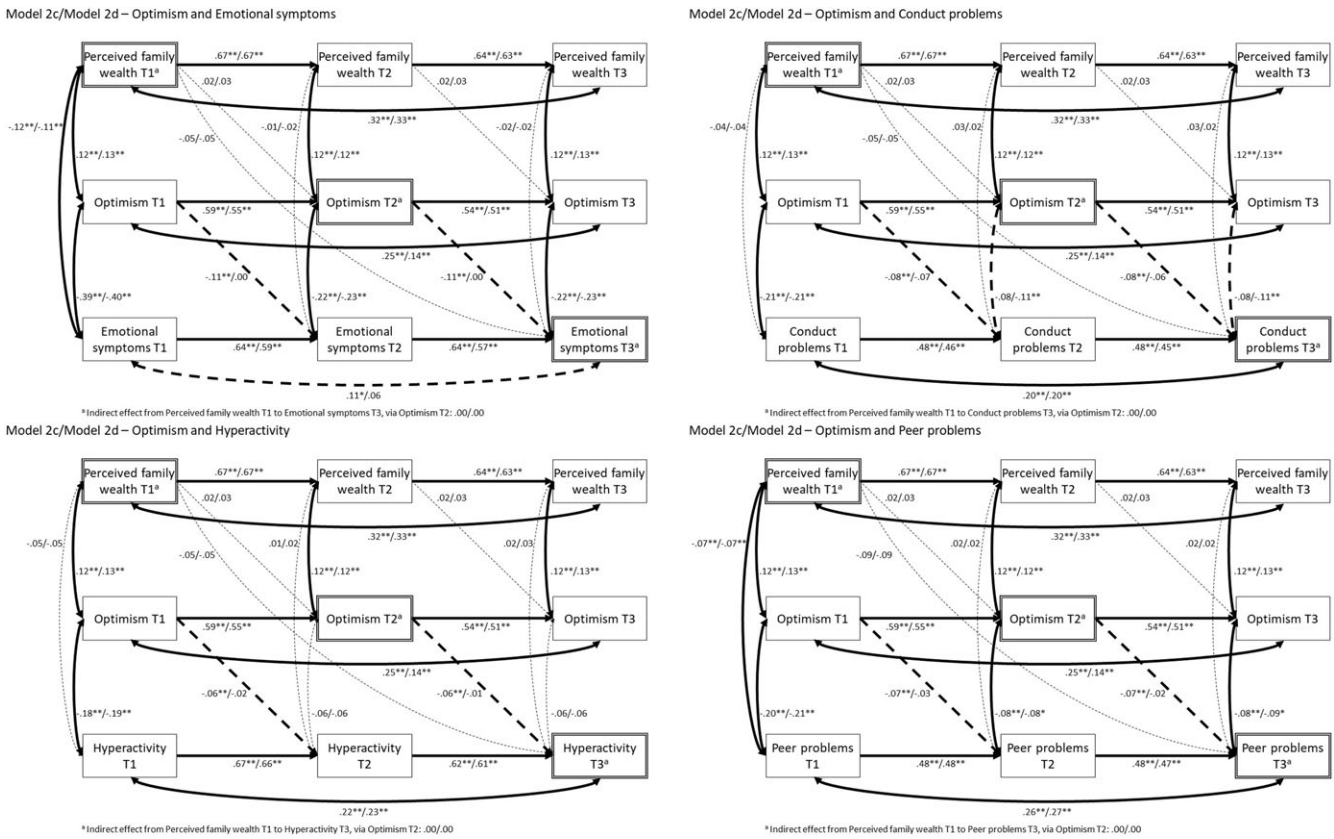 Model 2c/Model 2d – Optimism and Emotional symptoms
Perceived family
wealth T1ª
.67**/.67**
Perceived family
wealth T2
.64**/.63**
Perceived family
wealth T3
.02/.03
.02/.03
.32**/.33**
-.12**/-.11**
-.01/-.02
-.05/-.05
-.02/-.02
.12**/.13**
.12**/.12**
.12**/.13**
Optimism T1
.59**/.55**
Optimism T2ª
.54**/.51**
Optimism T3
.25**/.14**
-.11**/.00
-.11**/.00
-.39**/-.40**
-.22**/-.23**
-.22**/-.23**
Emotional
symptoms T1
.64**/.59**
Emotional
symptoms T2
.64**/.57**
Emotional
symptoms T3ª
.11*/.06
ª Indirect effect from Perceived family wealth T1 to Emotional symptoms T3, via Optimism T2: .00/.00
Model 2c/Model 2d – Optimism and Conduct problems
Perceived family
wealth T1ª
.67**/.67**
Perceived family
wealth T2
.64**/.63**
Perceived family
wealth T3
.02/.03
.02/.03
.32**/.33**
-.04/-.04
.03/.02
-.05/-.05
.03/.02
.12**/.13**
.12**/.12**
.12**/.13**
Optimism T1
.59**/.55**
Optimism T2ª
.54**/.51**
Optimism T3
.25**/.14**
-.08**/-.07
-.08**/-.06
-.21**/-.21**
-.08/-.11**
-.08/-.11**
Conduct
problems T1
.48**/.46**
Conduct
problems T2
.48**/.45**
Conduct
problems T3ª
.20**/.20**
ª Indirect effect from Perceived family wealth T1 to Conduct problems T3, via Optimism T2: .00/.00
Model 2c/Model 2d – Optimism and Hyperactivity
Perceived family
wealth T1ª
.67**/.67**
Perceived family
wealth T2
.64**/.63**
Perceived family
wealth T3
.02/.03
.02/.03
.32**/.33**
-.05/-.05
.01/.02
-.05/-.05
.02/.03
.12**/.13**
.12**/.12**
.12**/.13**
Optimism T1
.59**/.55**
Optimism T2ª
.54**/.51**
Optimism T3
.25**/.14**
-.06**/-.02
-.06**/-.01
-.18**/-.19**
-.06/-.06
-.06/-.06
Hyperactivity
T1
.67**/.66**
Hyperactivity
T2
.62**/.61**
Hyperactivity
T3ª
.22**/.23**
ª Indirect effect from Perceived family wealth T1 to Hyperactivity T3, via Optimism T2: .00/.00
Model 2c/Model 2d – Optimism and Peer problems
Perceived family
wealth T1ª
.67**/.67**
Perceived family
wealth T2
.64**/.63**
Perceived family
wealth T3
.02/.03
.02/.03
.32**/.33**
-.07**/-.07**
.02/.02
-.09/-.09
.02/.02
.12**/.13**
.12**/.12**
.12**/.13**
Optimism T1
.59**/.55**
Optimism T2ª
.54**/.51**
Optimism T3
.25**/.14**
-.07**/-.03
-.07**/-.02
-.20**/-.21**
-.08**/-.08*
-.08**/-.09*
Peer problems
T1
.48**/.48**
Peer problems
T2
.48**/.47**
Peer problems
T3ª
.26**/.27**
ª Indirect effect from Perceived family wealth T1 to Peer problems T3, via Optimism T2: .00/.00